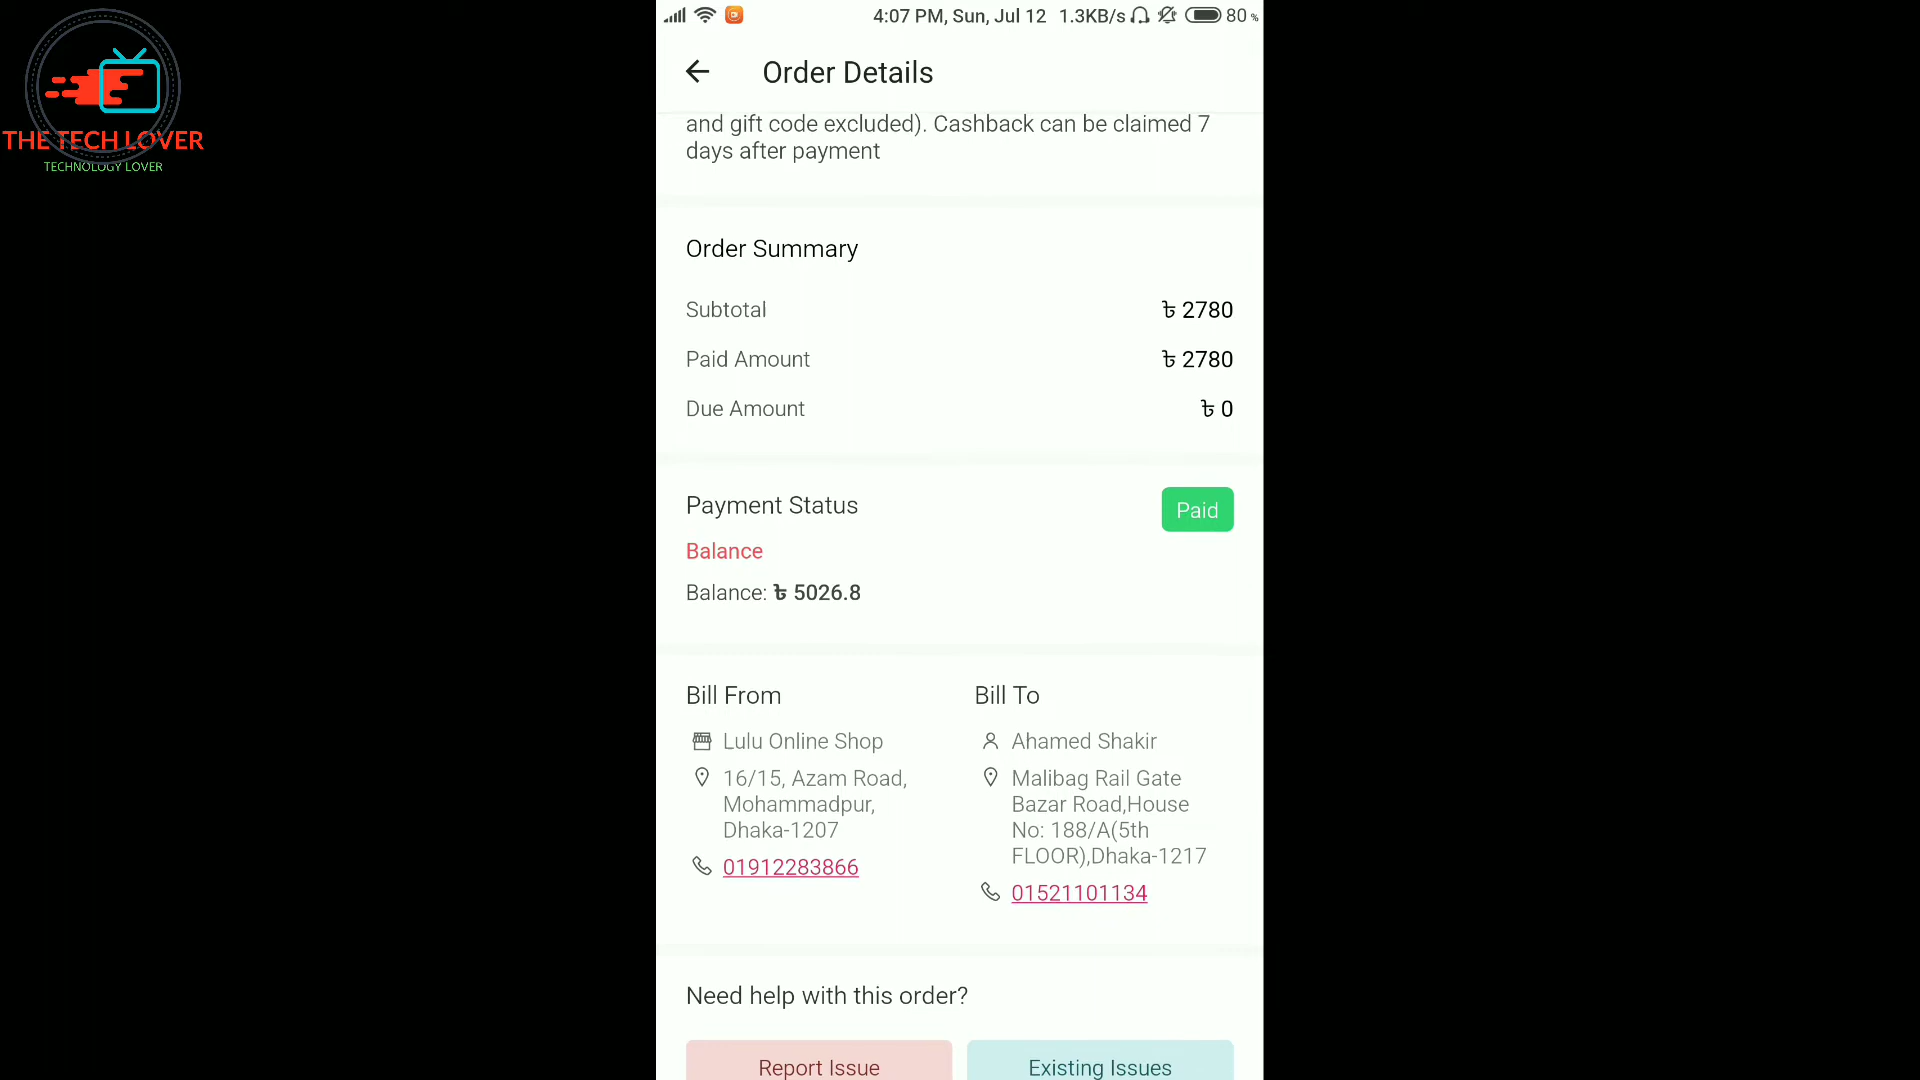 4:07 PM, Sun, Jul 12 1.3KB/s 80 %
THE TECH LOVER
TECHNOLOGY LOVER
Order Details
and gift code excluded). Cashback can be claimed 7
days after payment
Order Summary
Subtotal ৳ 2780
Paid Amount ৳ 2780
Due Amount ৳ 0
Payment Status Paid
Balance
Balance: ৳ 5026.8
Bill From
Lulu Online Shop
16/15, Azam Road,
Mohammadpur,
Dhaka-1207
01912283866
Bill To
Ahamed Shakir
Malibag Rail Gate
Bazar Road,House
No: 188/A(5th
FLOOR),Dhaka-1217
01521101134
Need help with this order?
Report Issue Existing Issues